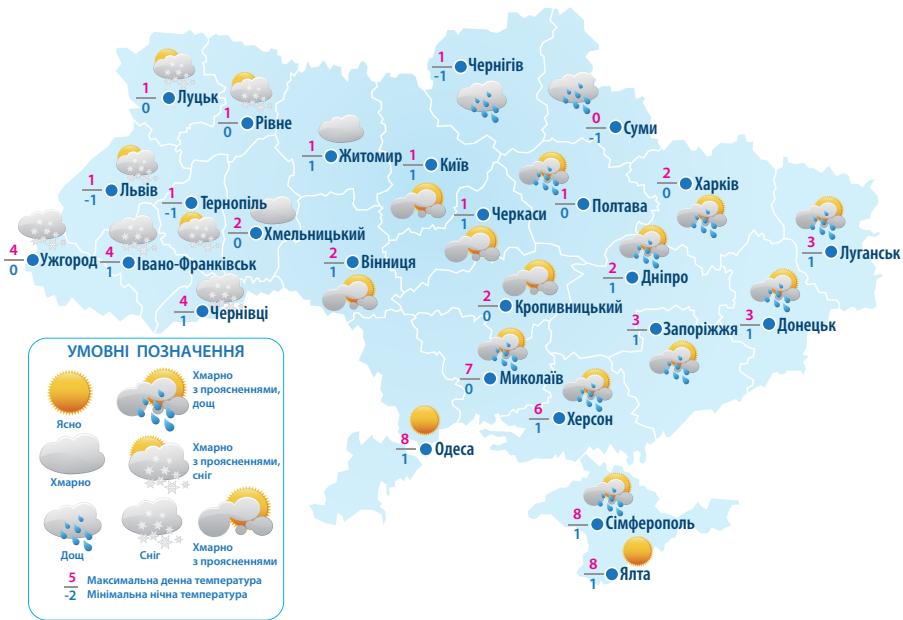 1
-1
Чернігів
1
0
Луцьк
1
0
Рівне
0
-1
Суми
1
1
Житомир
1
1
Київ
1
-1
Львів
1
-1
Тернопіль
2
0
Харків
1
0
Полтава
1
1
Черкаси
2
0
Хмельницький
4
0
Ужгород
4
1
Івано-Франківськ
2
1
Вінниця
3
1
Луганськ
2
1
Дніпро
4
1
Чернівці
2
0
Кропивницький
3
1
Запоріжжя
3
1
Донецьк
7
0
Миколаїв
6
1
Херсон
8
1
Одеса
8
1
Сімферополь
8
1
Ялта
УМОВНІ ПОЗНАЧЕННЯ
Ясно
Хмарно
з проясненнями,
дощ
Хмарно
Хмарно
з проясненнями,
сніг
Дощ
Сніг
Хмарно
з проясненнями
5
Максимальна денна температура
-2
Мінімальна нічна температура